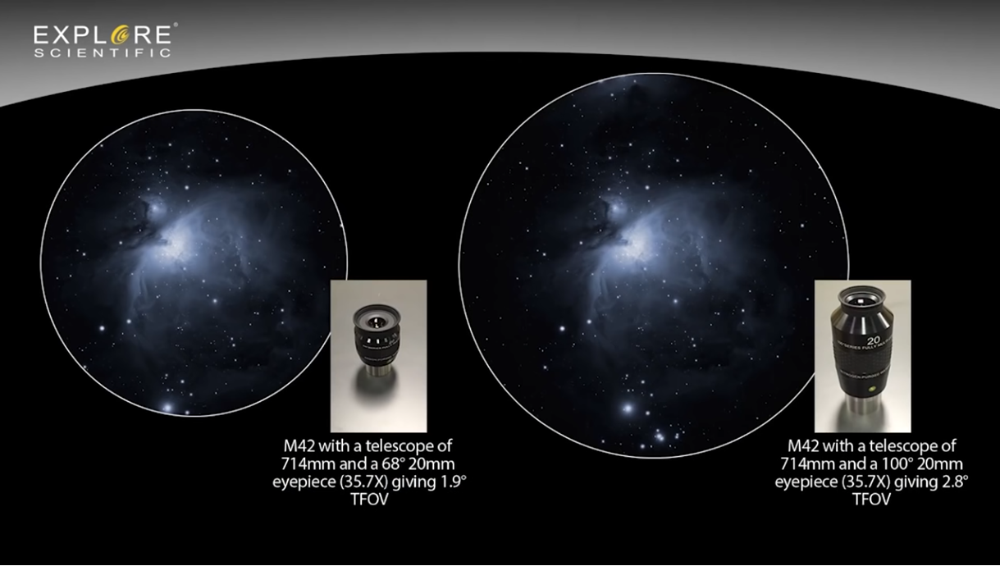 EXPLORE®
SCIENTIFIC
M42 with a telescope of
714mm and a 68° 20mm
eyepiece (35.7X) giving 1.9°
TFOV
20
M42 with a telescope of
714mm and a 100° 20mm
eyepiece (35.7X) giving 2.8°
TFOV